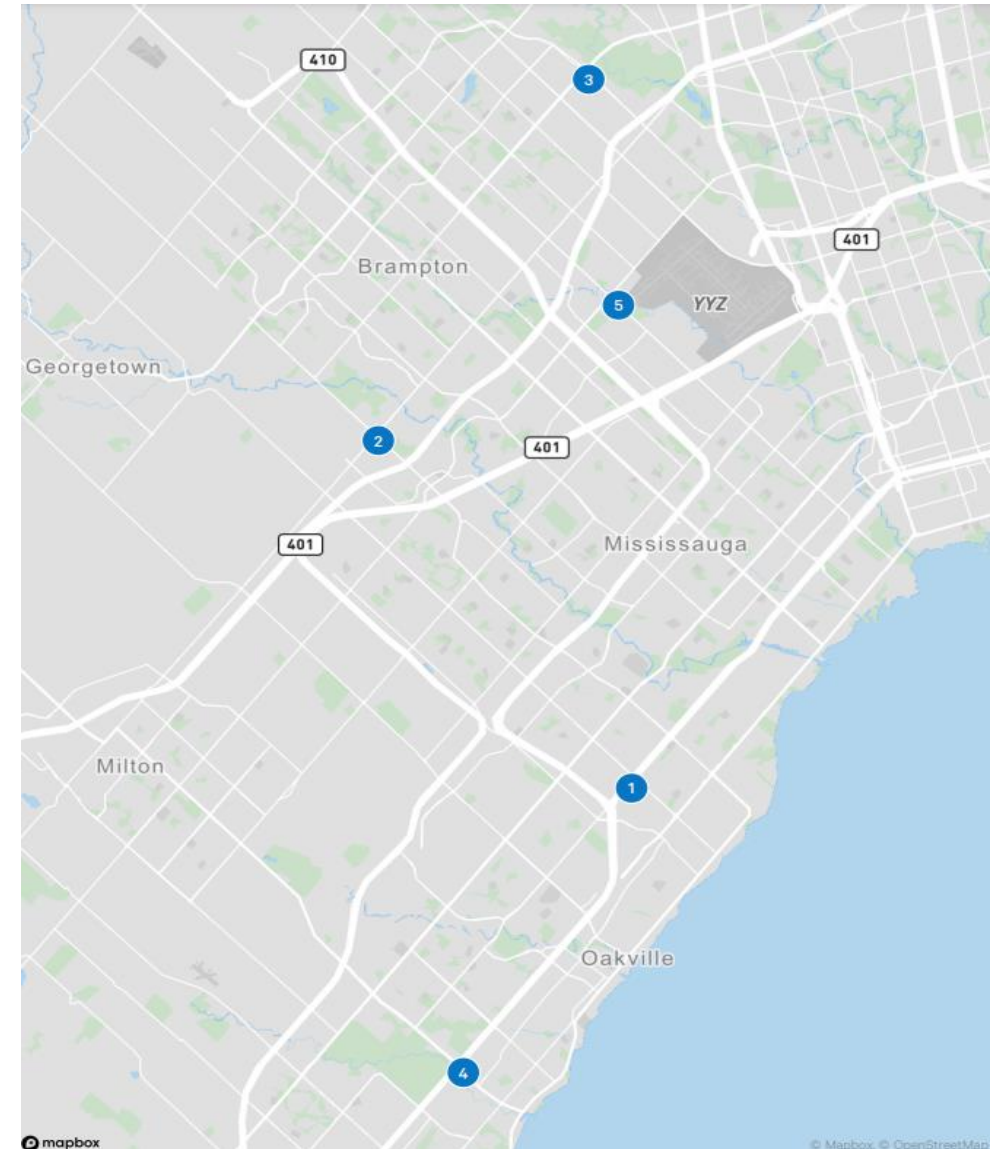 410
3
401
Brampton
5
YYZ
Georgetown
2
401
401
Mississauga
Milton
1
Oakville
4
mapbox
© Mapbox, © OpenStreetMap